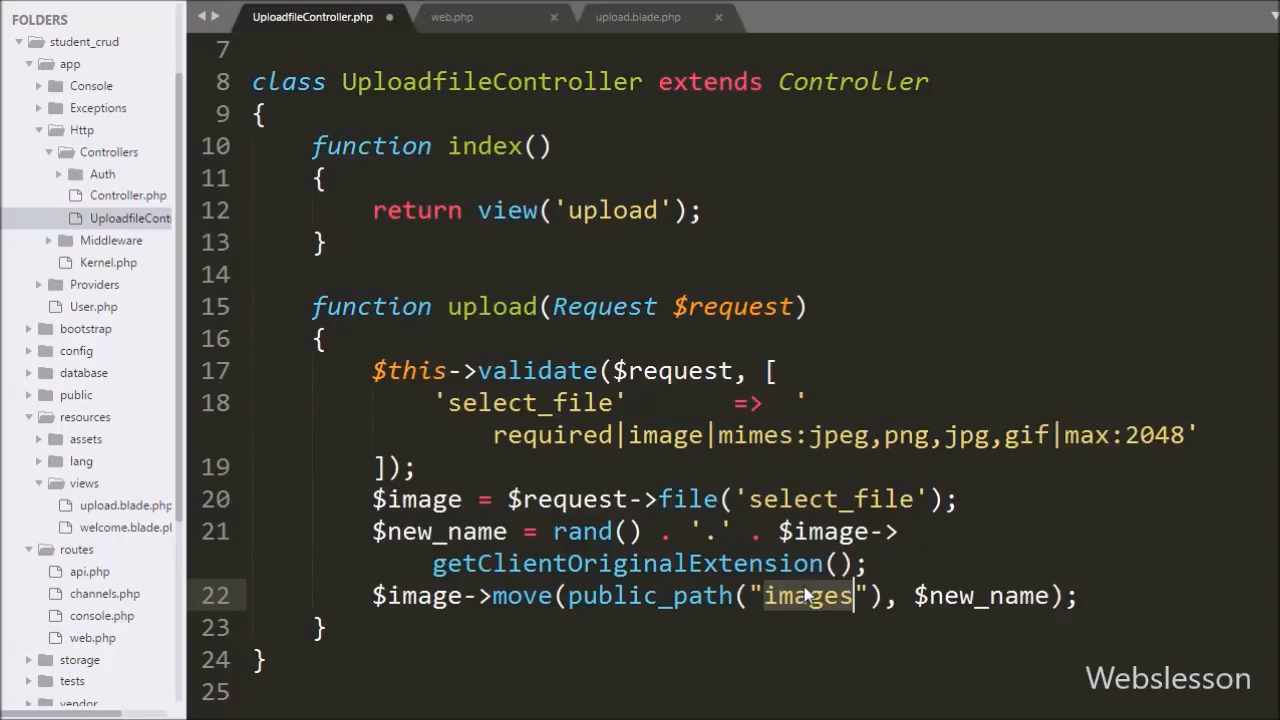 FOLDERS
student_crud
app
Console
Exceptions
Http
Controllers
Auth
Controller.php
UploadfileCont
Middleware
Kernel.php
Providers
User.php
bootstrap
config
database
public
resources
assets
lang
views
upload.blade.php
welcome.blade.pl
routes
api.php
channels.php
console.php
web.php
storage
tests
vendor
UploadfileController.php
web.php
upload.blade.php
7
8 class UploadfileController extends Controller
9 {
10 function index()
11 {
12 return view('upload');
13 }
14
15 function upload(Request $request)
16 {
17 $this->validate($request, [
18 'select_file' => '
required|image|mimes:jpeg,png,jpg,gif|max:2048'
19 ]);
20 $image = $request->file('select_file');
21 $new_name = rand() . '.' . $image->
getClientOriginalExtension();
22 $image->move(public_path("images"), $new_name);
23 }
24 }
25
Webslesson